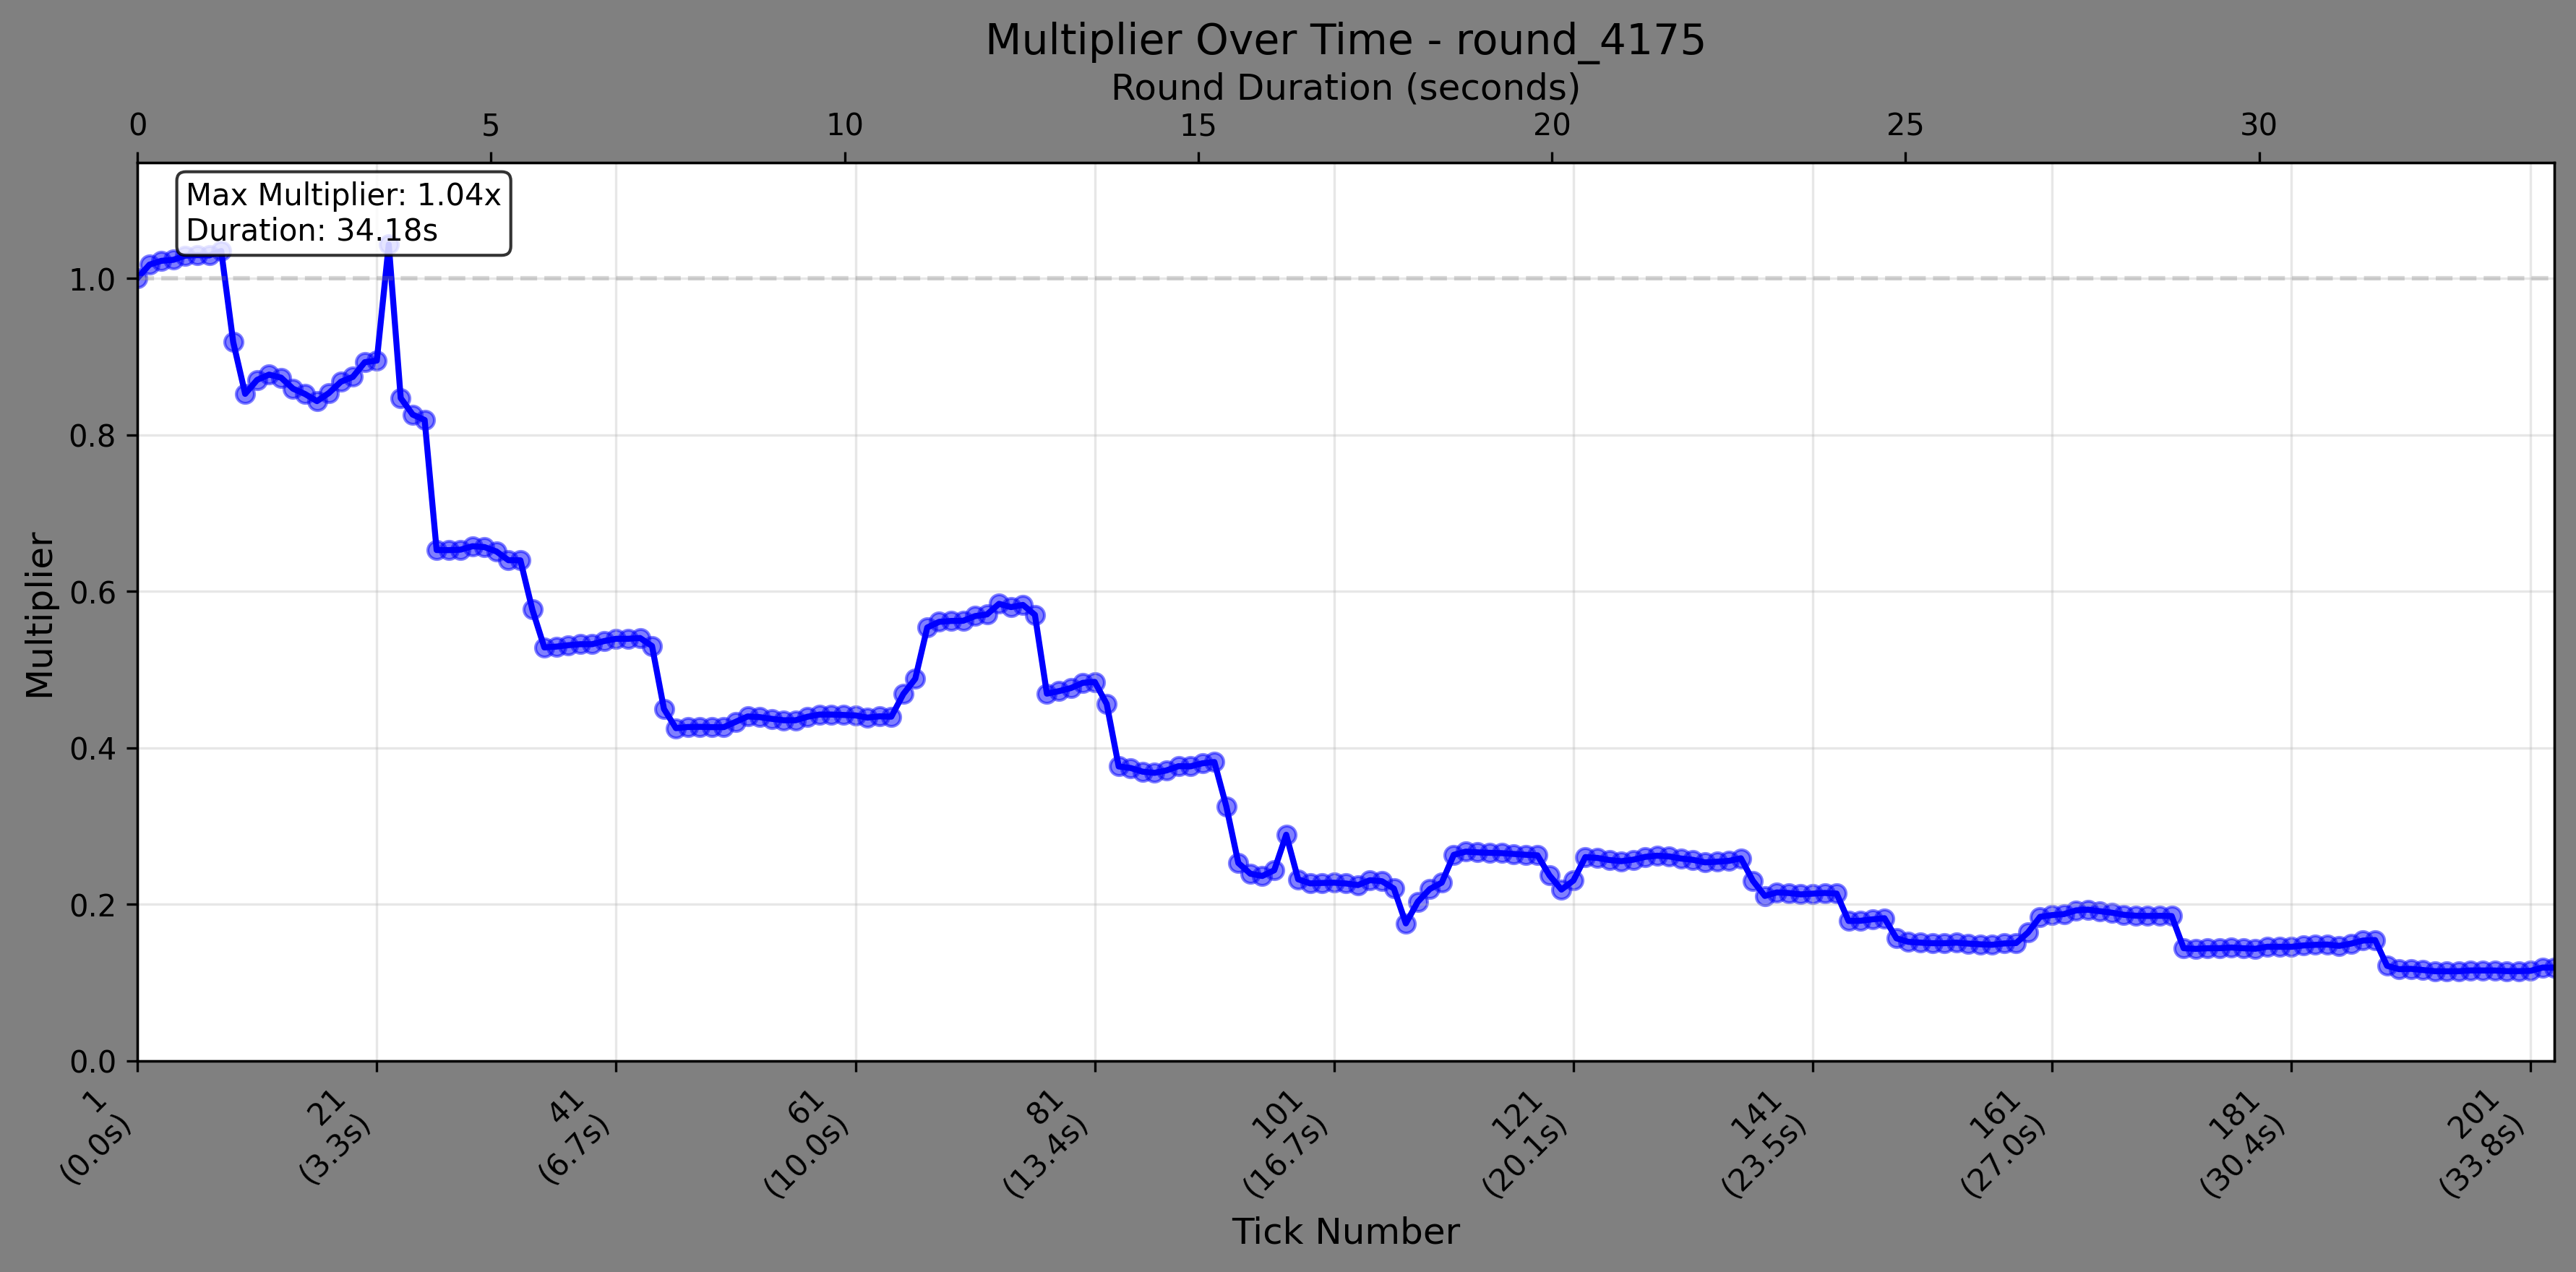 Multiplier Over Time - round_4175
Round Duration (seconds)
0 5 10 15 20 25 30
Max Multiplier: 1.04x
Duration: 34.18s
Multiplier
1.0
0.8
0.6
0.4
0.2
0.0
1 21 41 61 81 101 121 141 161 181 201
(0.0s) (3.3s) (6.7s) (10.0s) (13.4s) (16.7s) (20.1s) (23.5s) (27.0s) (30.4s) (33.8s)
Tick Number